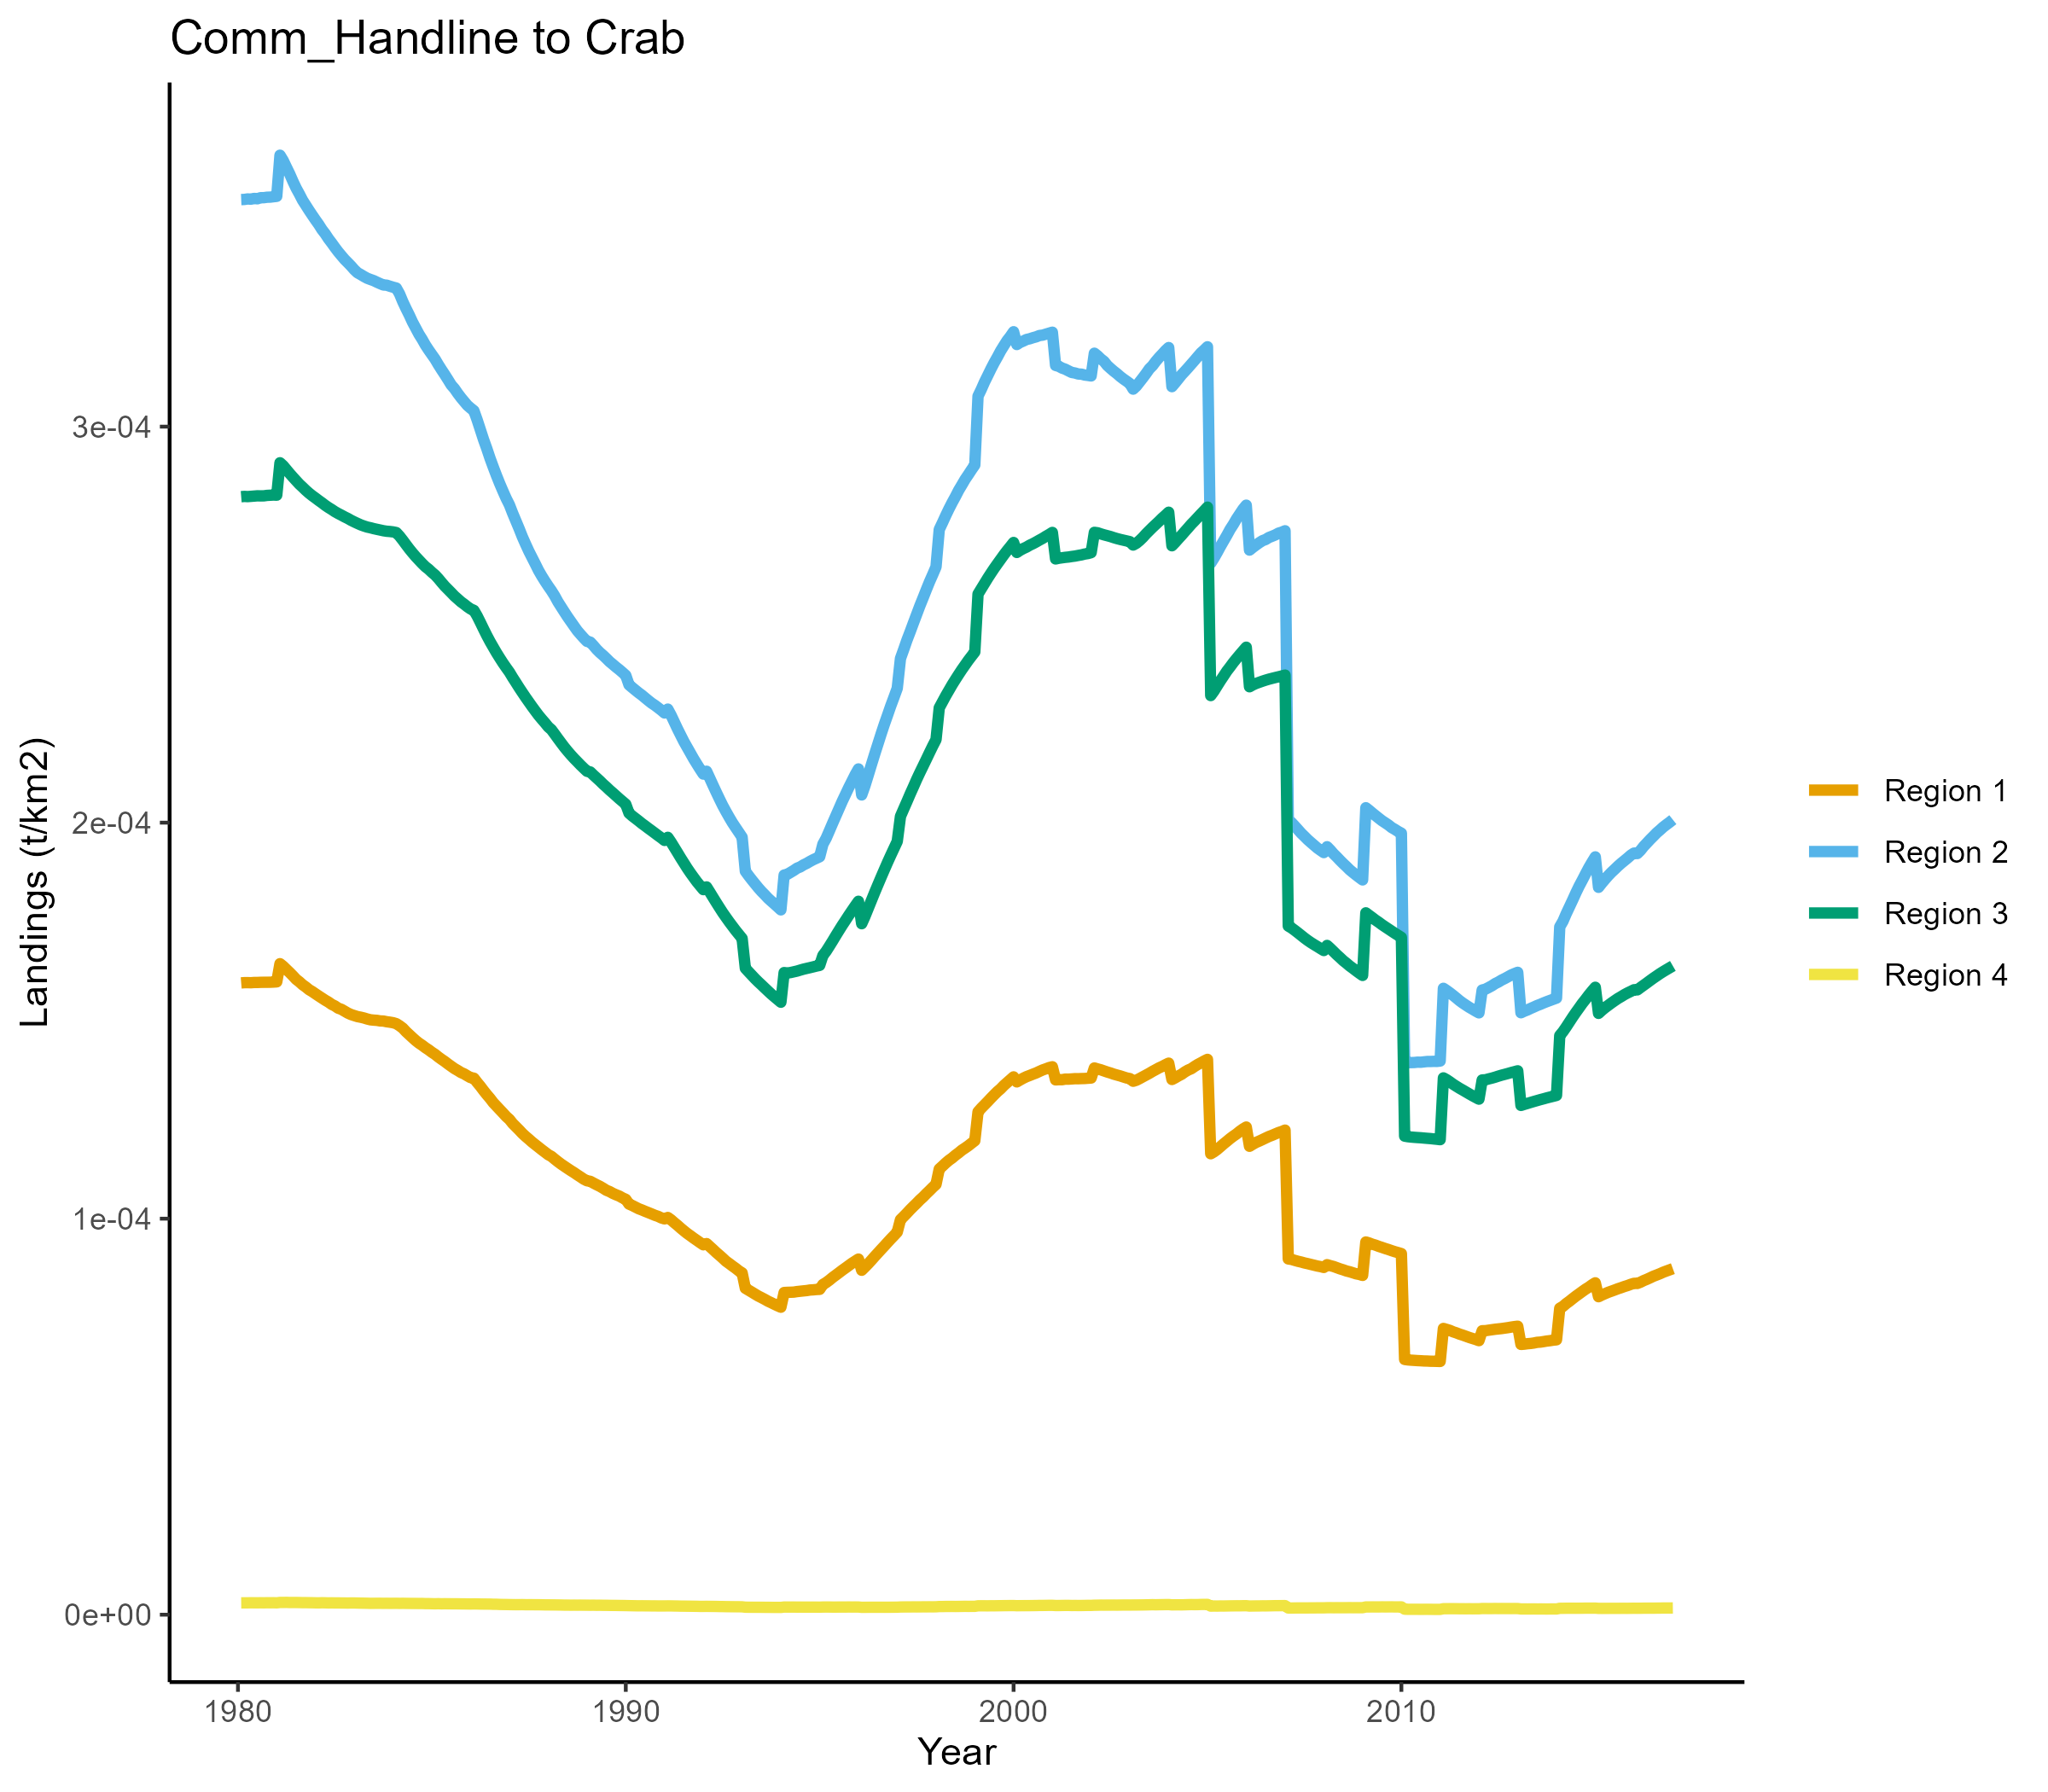 Comm_Handline to Crab
Landings (t/km2)
3e-04
2e-04
1e-04
0e+00
1980
1990
2000
2010
Year
Region 1
Region 2
Region 3
Region 4